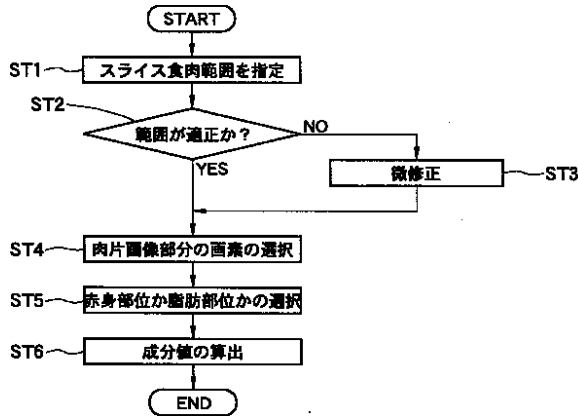 START
ST1
スライス食肉範囲を指定
ST2
範囲が適正か？
NO
YES
微修正
ST3
ST4
肉片画像部分の画素の選択
ST5
赤身部位か脂肪部位かの選択
ST6
成分値の算出
END